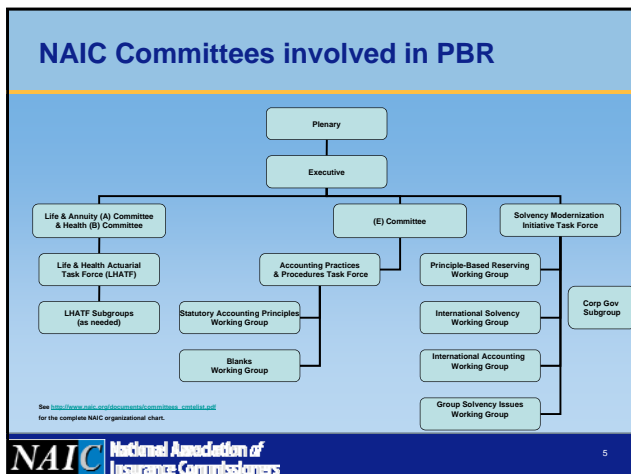 NAIC Committees involved in PBR
Plenary
Executive
Life & Annuity (A) Committee
& Health (B) Committee
(E) Committee
Solvency Modernization
Initiative Task Force
Life & Health Actuarial
Task Force (LHATF)
Accounting Practices
& Procedures Task Force
Principle-Based Reserving
Working Group
Corp Gov
Subgroup
LHATF Subgroups
(as needed)
Statutory Accounting Principles
Working Group
International Solvency
Working Group
Blanks
Working Group
International Accounting
Working Group
Group Solvency Issues
Working Group
See http://www.naic.org/documents/committees_cmtelist.pdf
for the complete NAIC organizational chart.
NAIC National Association of
Insurance Commissioners
5